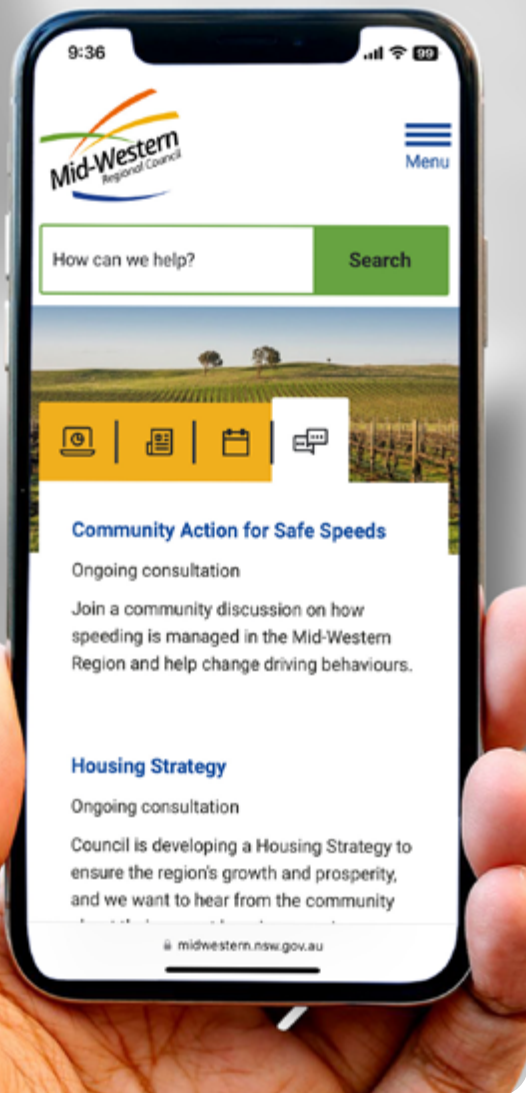 9:36
99
Mid-Western
Regional Council
Menu
How can we help?
Search
Community Action for Safe Speeds
Ongoing consultation
Join a community discussion on how
speeding is managed in the Mid-Western
Region and help change driving behaviours.
Housing Strategy
Ongoing consultation
Council is developing a Housing Strategy to
ensure the region's growth and prosperity,
and we want to hear from the community
midwestern.nsw.gov.au